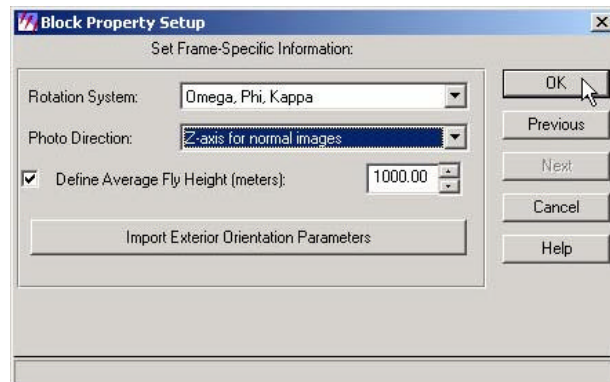 Block Property Setup
Set Frame-Specific Information:
Rotation System: Omega, Phi, Kappa
Photo Direction: Z-axis for normal images
Define Average Fly Height (meters): 1000.00
Import Exterior Orientation Parameters
OK
Previous
Next
Cancel
Help